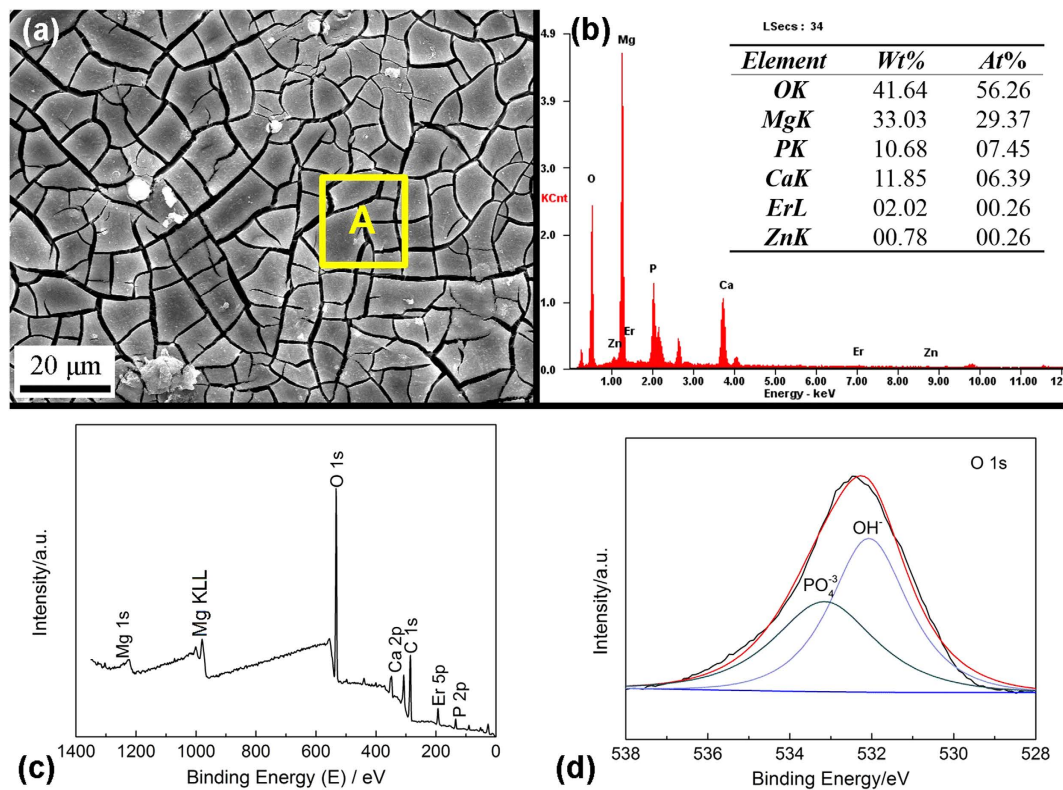 (a)
A
20 μm
(b)
LSecs : 34
Element Wt% At%
OK 41.64 56.26
MgK 33.03 29.37
PK 10.68 07.45
CaK 11.85 06.39
ErL 02.02 00.26
ZnK 00.78 00.26
4.9
3.9
3.0
KCnt
2.0
1.0
0.0
O
Zn
Mg
Er
P
Ca
Er
Zn
1.00 2.00 3.00 4.00 5.00 6.00 7.00 8.00 9.00 10.00 11.00 12
Energy - keV
(c)
Intensity/a.u.
Mg 1s
Mg KLL
O 1s
Ca 2p
C 1s
Er 5p
P 2p
1400 1200 1000 800 600 400 200 0
Binding Energy (E) / eV
(d)
Intensity/a.u.
O 1s
OH-
PO4-3
538 536 534 532 530 528
Binding Energy/eV